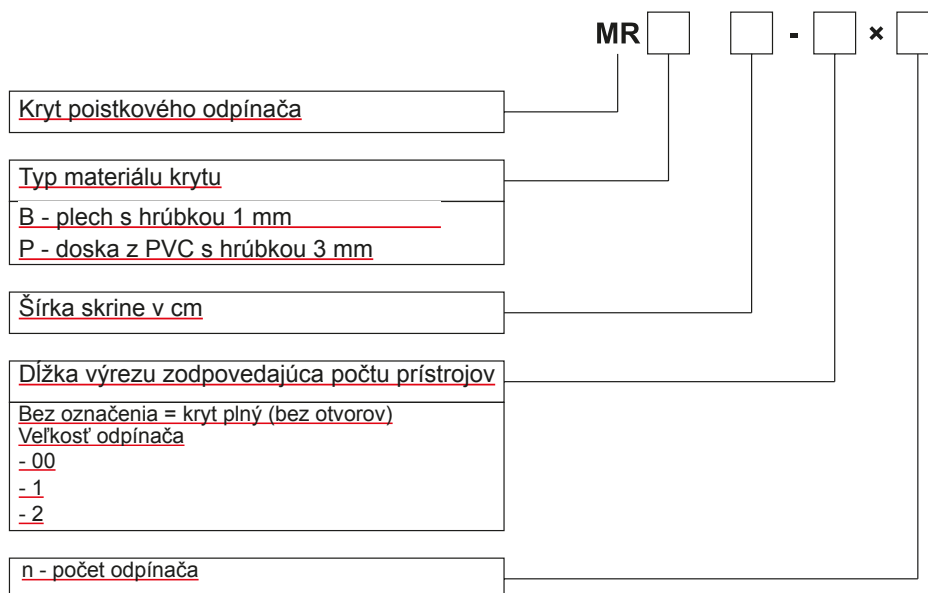 MR - ×
Kryt poistkového odpínača
Typ materiálu krytu
B - plech s hrúbkou 1 mm
P - doska z PVC s hrúbkou 3 mm
Šírka skrine v cm
Dĺžka výrezu zodpovedajúca počtu prístrojov
Bez označenia = kryt plný (bez otvorov)
Veľkosť odpínača
- 00
- 1
- 2
n - počet odpínača